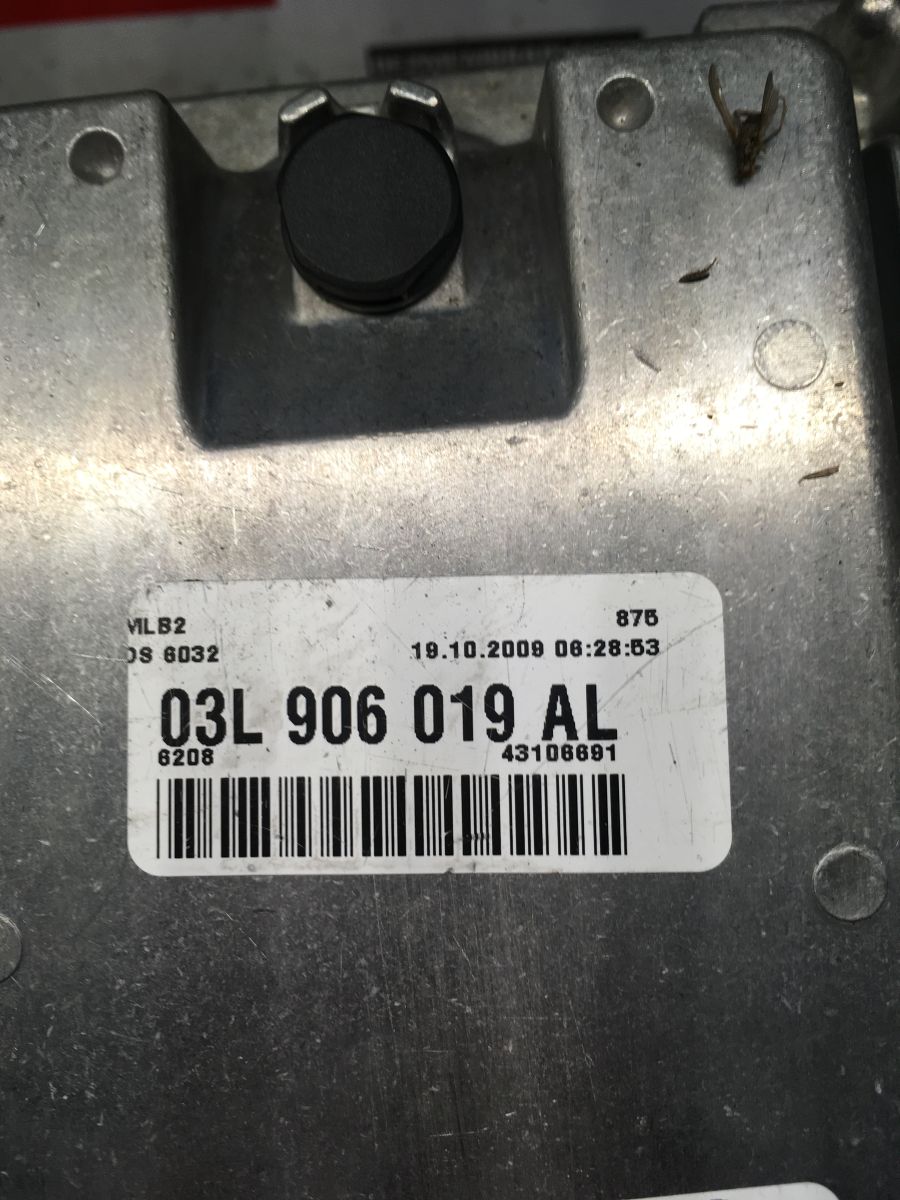 MLB2 875
DS 6032 19.10.2009 06:28:53
03L 906 019 AL
6208 43106691